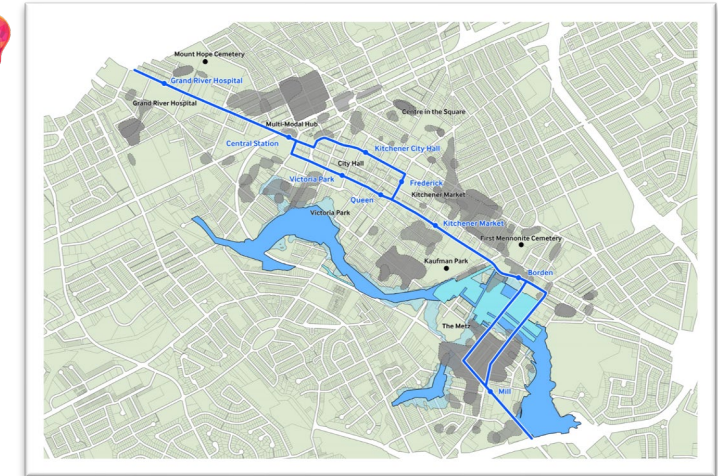 Mount Hope Cemetery
Grand River Hospital
Grand River Hospital
Centre in the Square
Multi-Modal Hub
Central Station
Kitchener City Hall
City Hall
Victoria Park
Frederick
Kitchener Market
Queen
Victoria Park
Kitchener Market
First Mennonite Cemetery
Kaufman Park
Borden
The Metz
Mill